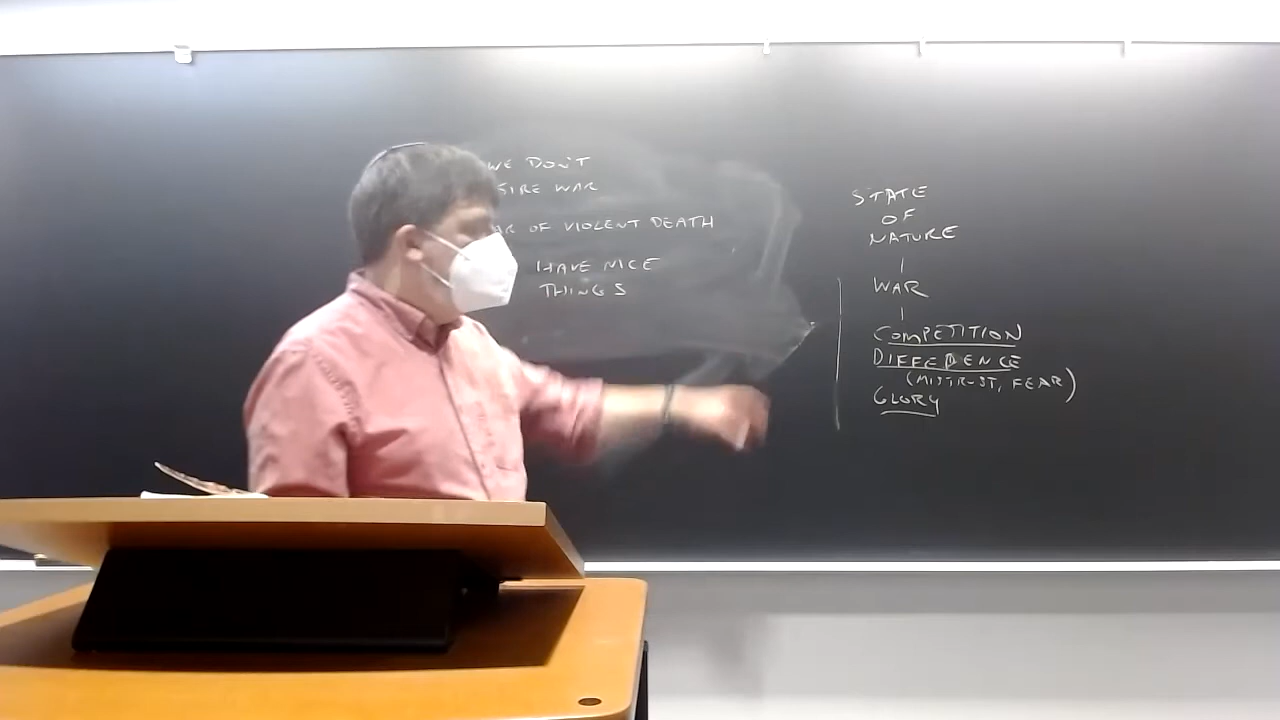 WE DON'T
SIRE WAR
AR OF VIOLENT DEATH
HAVE NICE
THINGS
STATE
OF
NATURE
WAR
COMPETITION
DIFFERENCE
(MISTRUST, FEAR)
GLORY